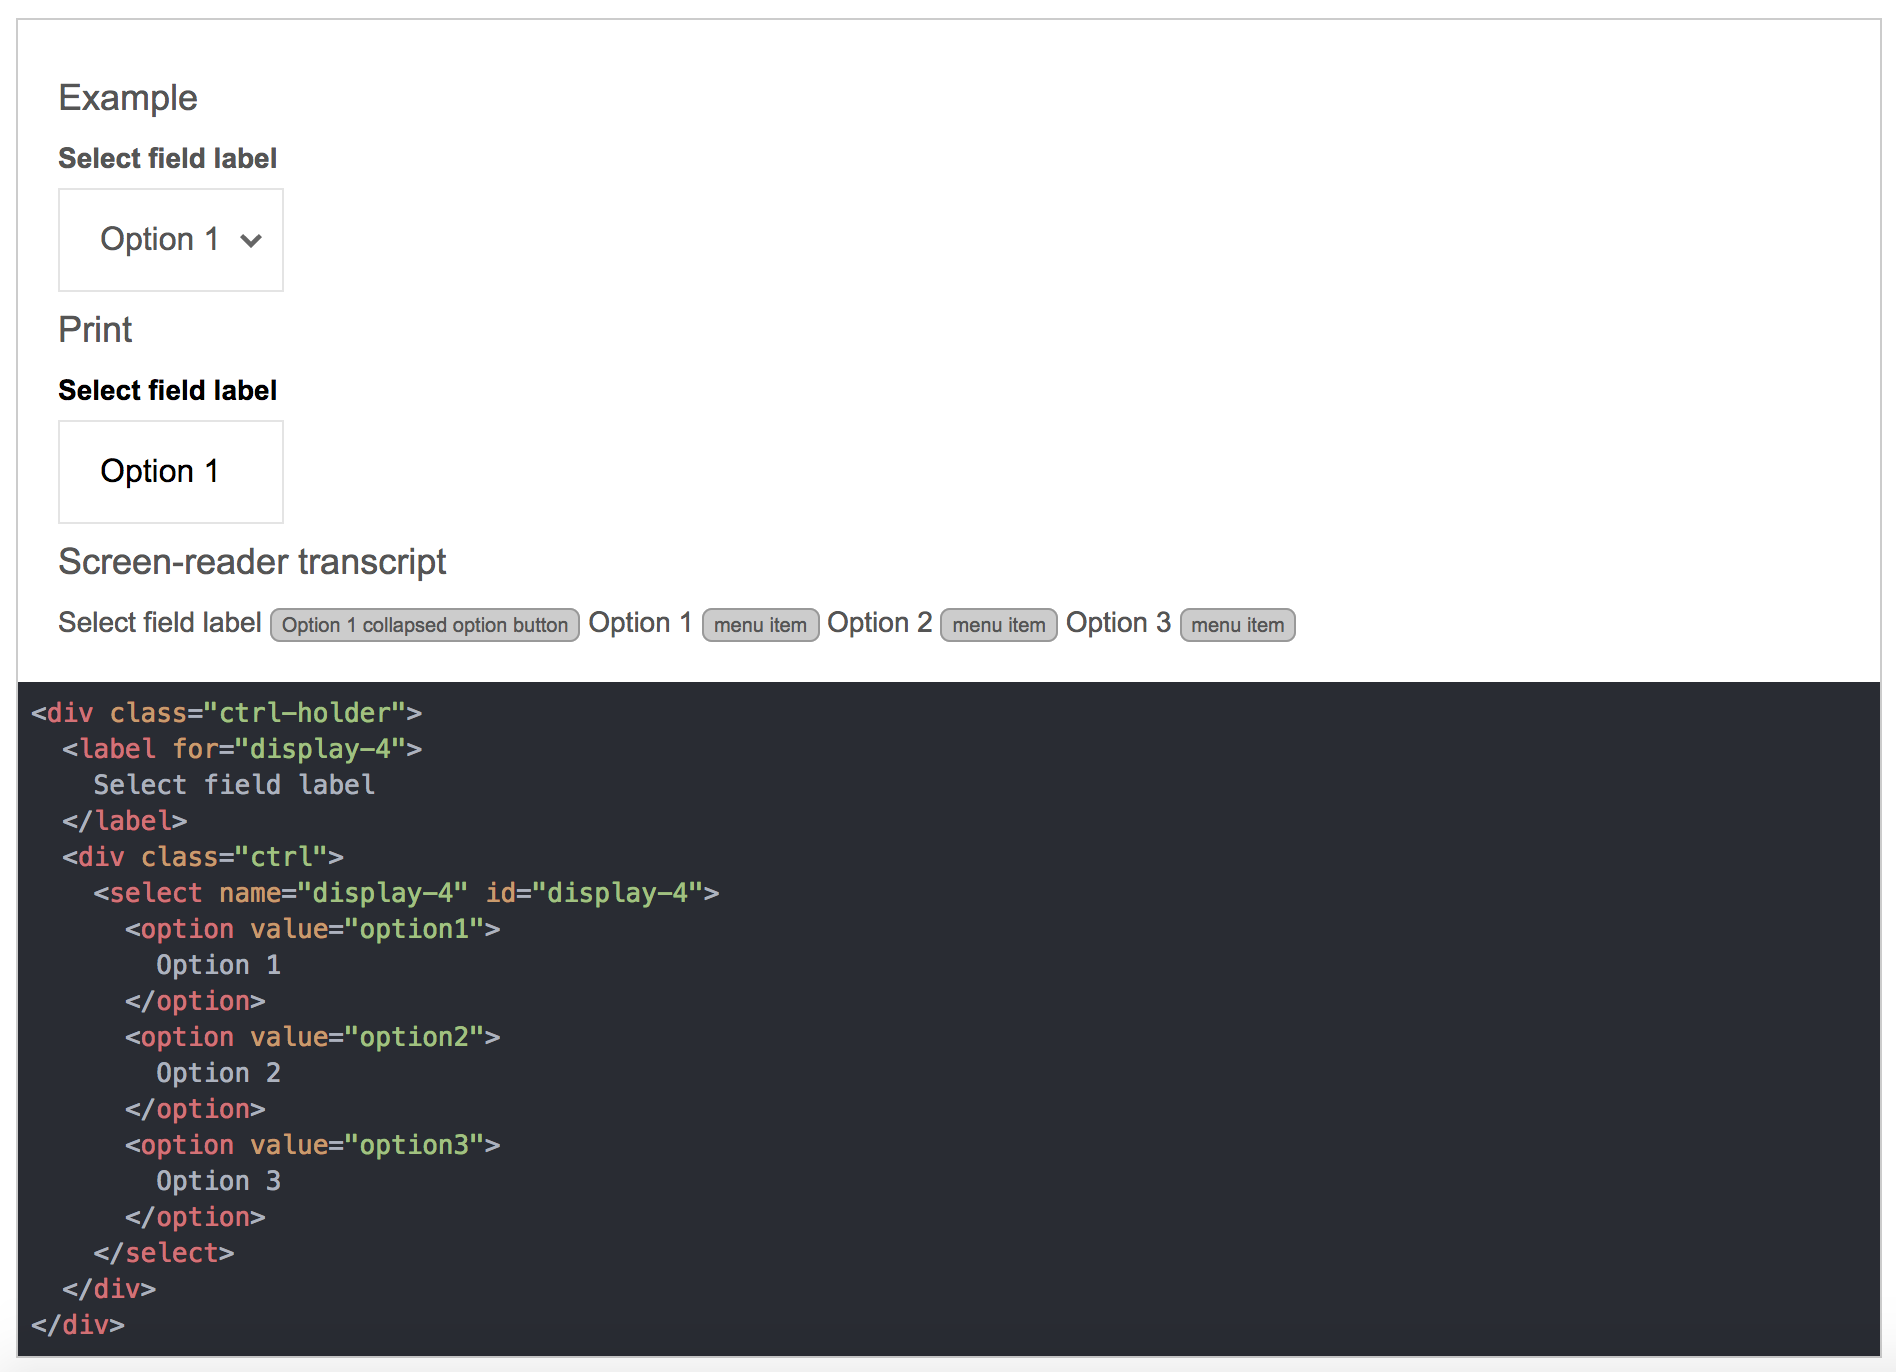 Example
Select field label
Option 1
Print
Select field label
Option 1
Screen-reader transcript
Select field label Option 1 collapsed option button Option 1 menu item Option 2 menu item Option 3 menu item
<div class="ctrl-holder">
  <label for="display-4">
    Select field label
  </label>
  <div class="ctrl">
    <select name="display-4" id="display-4">
      <option value="option1">
        Option 1
      </option>
      <option value="option2">
        Option 2
      </option>
      <option value="option3">
        Option 3
      </option>
    </select>
  </div>
</div>